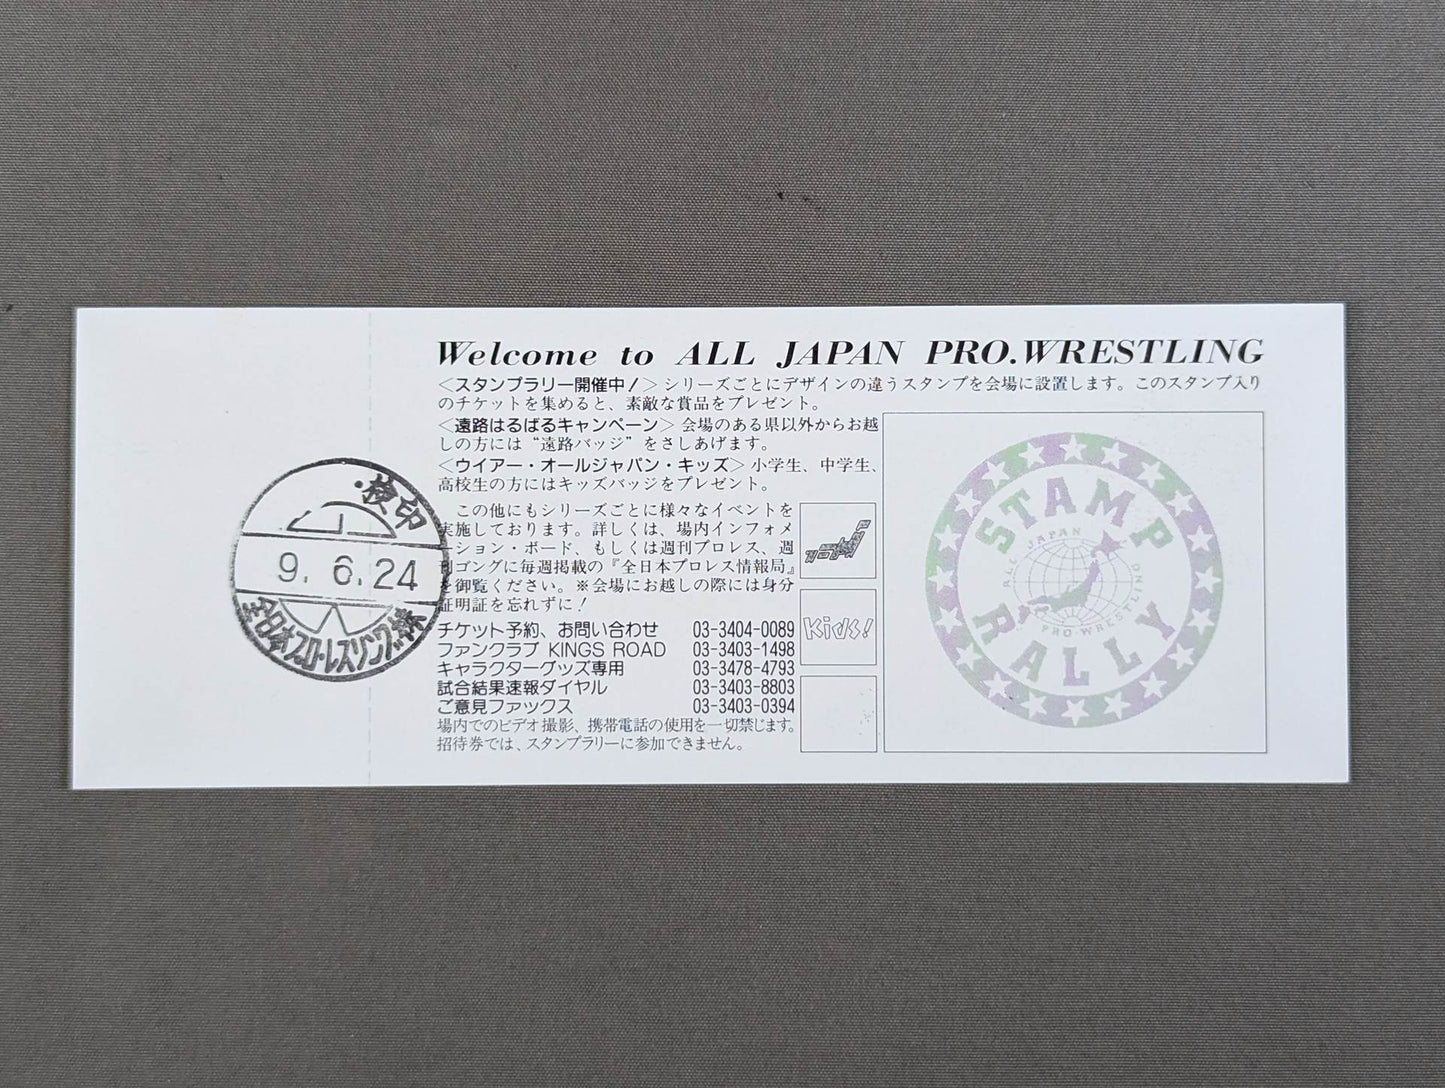 Welcome to ALL JAPAN PRO.WRESTLING
＜スタンプラリー開催中！＞シリーズごとにデザインの違うスタンプを会場に設置します。このスタンプ入り
のチケットを集めると、素敵な賞品をプレゼント。
＜遠路はるばるキャンペーン＞会場のある県以外からお越
しの方には“遠路バッジ”をさしあげます。
＜ウイアー・オールジャパン・キッズ＞小学生、中学生、
高校生の方にはキッズバッジをプレゼント。
この他にもシリーズごとに様々なイベントを
実施しております。詳しくは、場内インフォメ
ーション・ボード、もしくは週刊プロレス、週
刊ゴングに毎週掲載の『全日本プロレス情報局』
を御覧ください。※会場にお越しの際には身分
証明証を忘れずに！
チケット予約、お問い合わせ 03-3404-0089
ファンクラブ KINGS ROAD 03-3403-1498
キャラクターグッズ専用 03-3478-4793
試合結果速報ダイヤル 03-3403-8803
ご意見ファックス 03-3403-0394
場内でのビデオ撮影、携帯電話の使用を一切禁じます。
招待券では、スタンプラリーに参加できません。
Kids!
STAMP
RALLY
ALL JAPAN
PRO-WRESTLING
検印
9. 6.24
全日本プロ・レスリング㈱